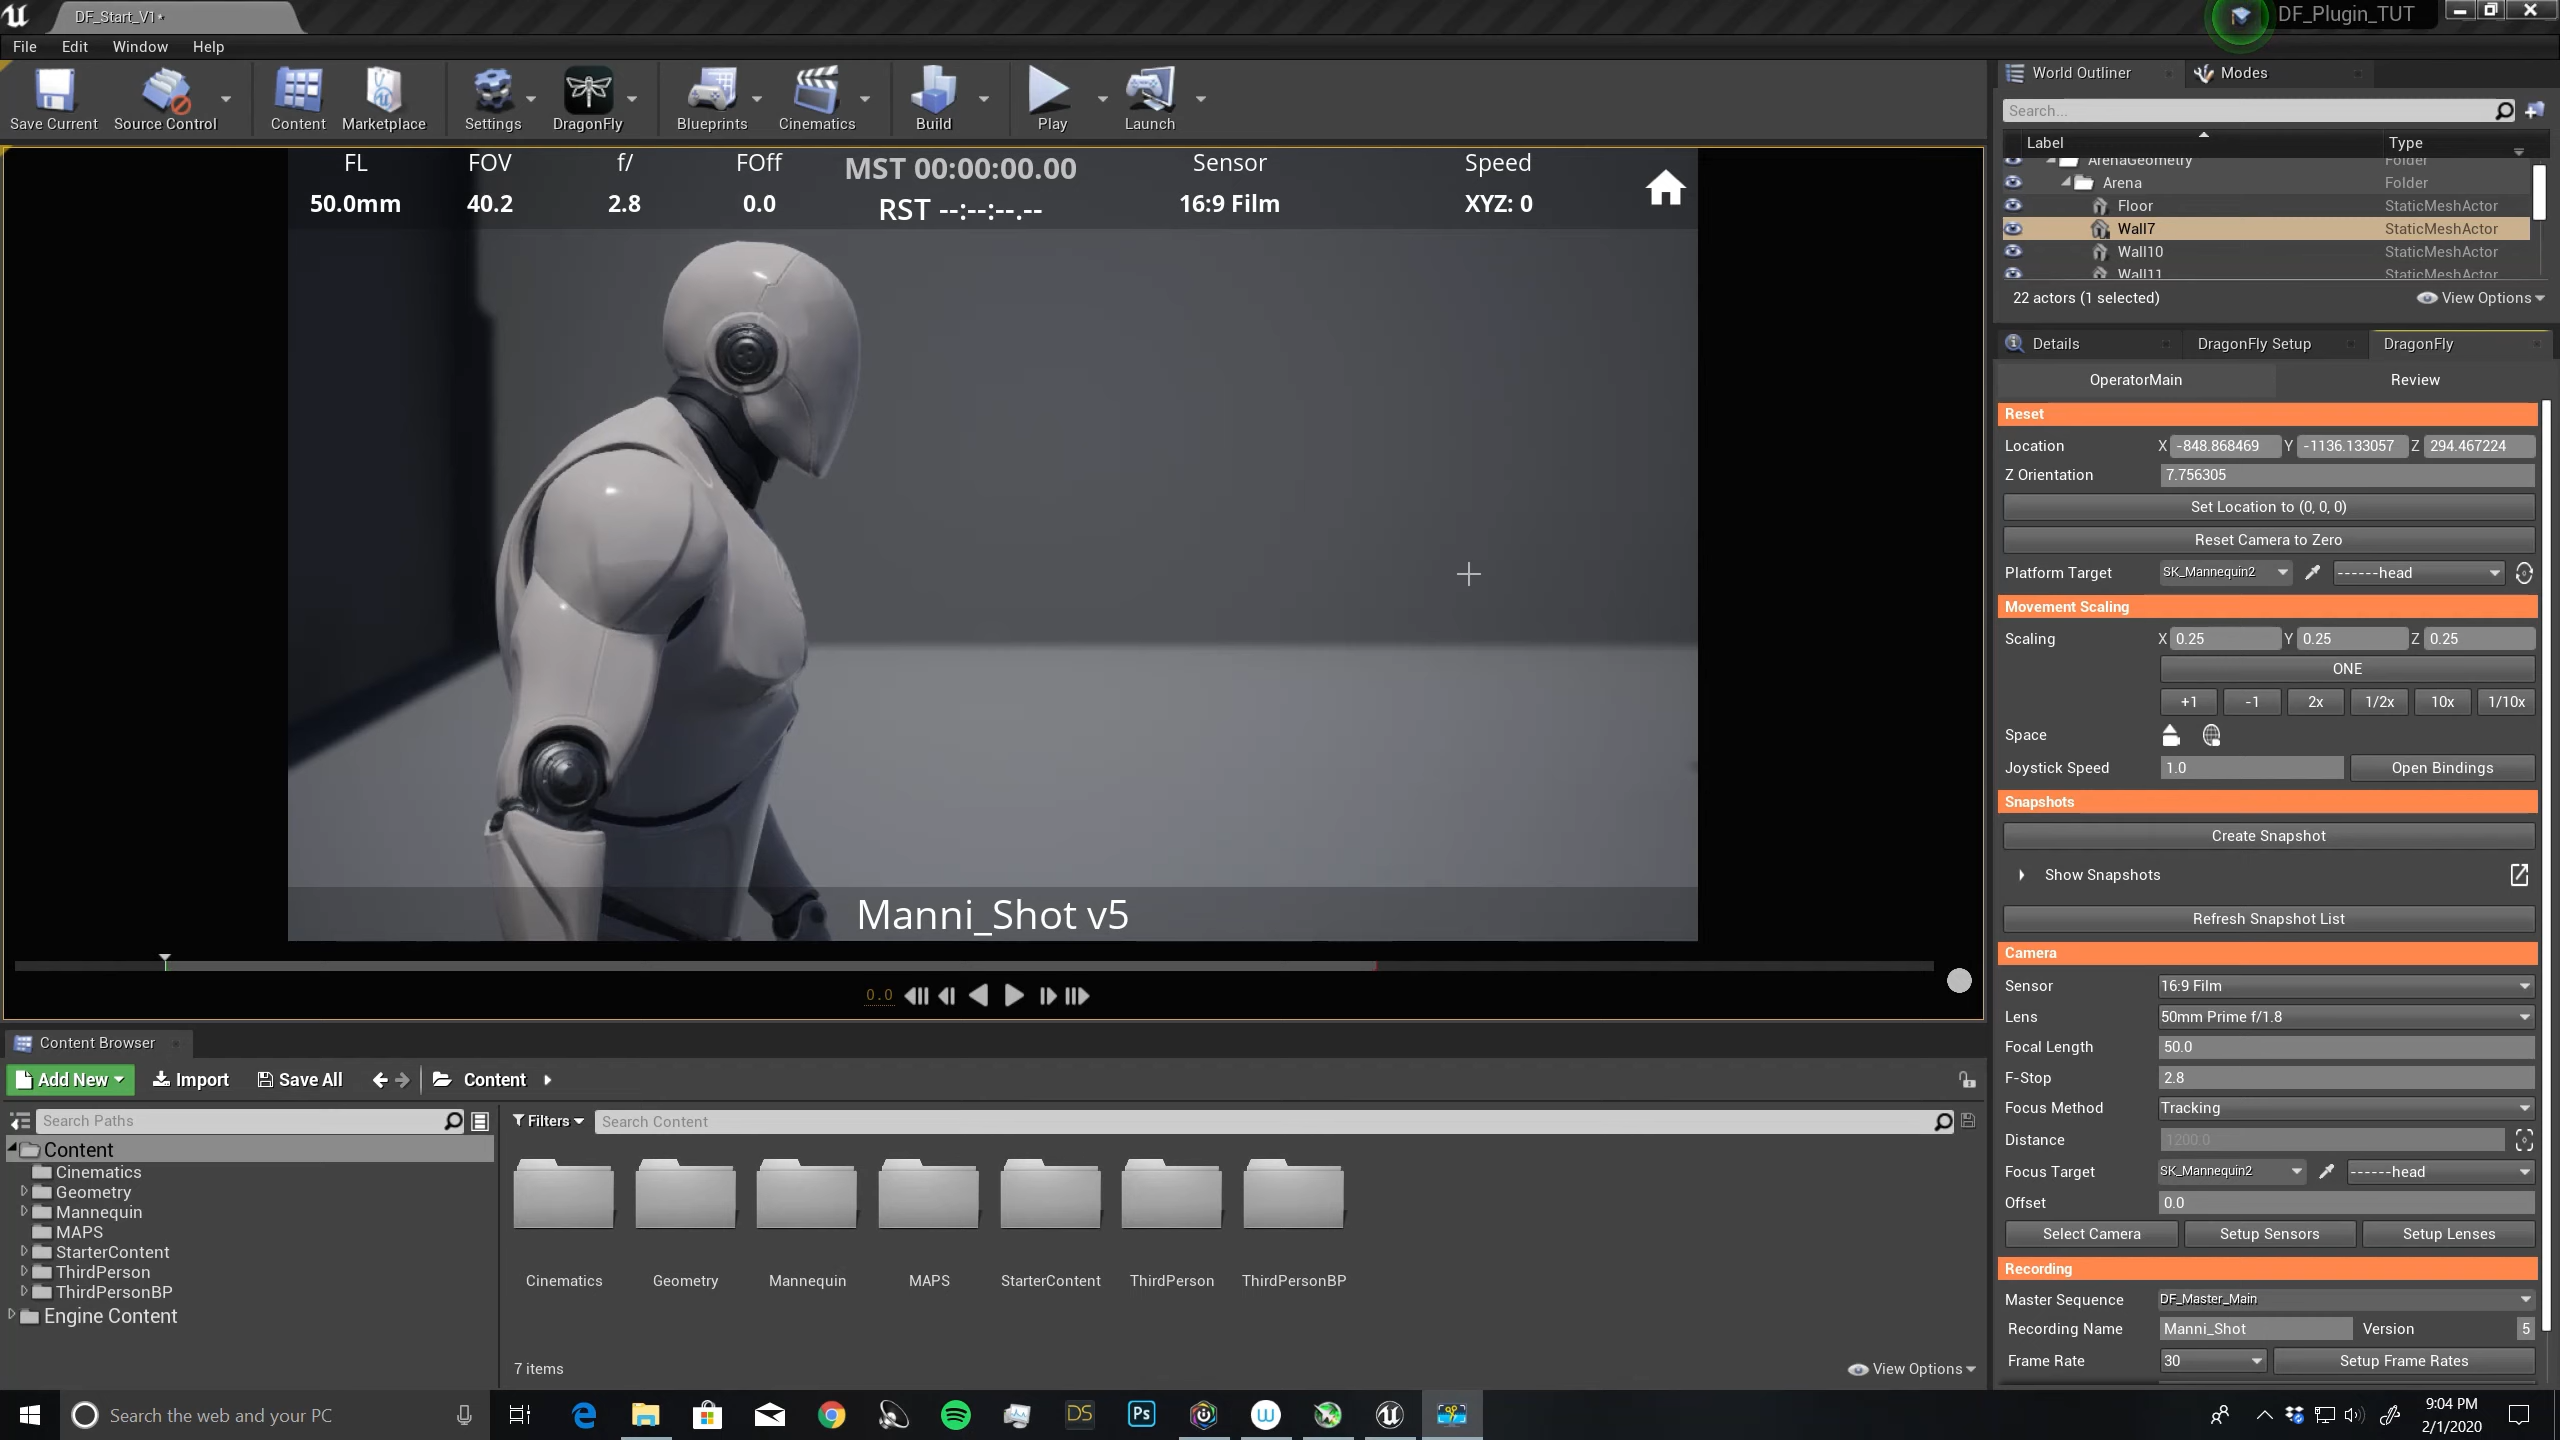 DF_Start_V1*
DF_Plugin_TUT
File Edit Window Help
Save Current Source Control Content Marketplace Settings DragonFly Blueprints Cinematics Build Play Launch
FL FOV f/ FOff MST 00:00:00.00 Sensor Speed
50.0mm 40.2 2.8 0.0 RST --:--:--.-- 16:9 Film XYZ: 0
Manni_Shot v5
0.0
World Outliner Modes
Search...
Label Type
ArenaGeometry Folder
Arena Folder
Floor StaticMeshActor
Wall7 StaticMeshActor
Wall10 StaticMeshActor
Wall11 StaticMeshActor
22 actors (1 selected) View Options
Details DragonFly Setup DragonFly
OperatorMain Review
Reset
Location X -848.868469 Y -1136.133057 Z 294.467224
Z Orientation 7.756305
Set Location to (0, 0, 0)
Reset Camera to Zero
Platform Target SK_Mannequin2 ------head
Movement Scaling
Scaling X 0.25 Y 0.25 Z 0.25
ONE
+1 -1 2x 1/2x 10x 1/10x
Space
Joystick Speed 1.0 Open Bindings
Snapshots
Create Snapshot
Show Snapshots
Refresh Snapshot List
Camera
Sensor 16:9 Film
Lens 50mm Prime f/1.8
Focal Length 50.0
F-Stop 2.8
Focus Method Tracking
Distance 1200.0
Focus Target SK_Mannequin2 ------head
Offset 0.0
Select Camera Setup Sensors Setup Lenses
Recording
Master Sequence DF_Master_Main
Recording Name Manni_Shot Version 5
Frame Rate 30 Setup Frame Rates
Content Browser
Add New Import Save All Content
Search Paths
Filters Search Content
Content
Cinematics
Geometry
Mannequin
MAPS
StarterContent
ThirdPerson
ThirdPersonBP
Engine Content
Cinematics Geometry Mannequin MAPS StarterContent ThirdPerson ThirdPersonBP
7 items View Options
Search the web and your PC
DS
Ps
9:04 PM
2/1/2020